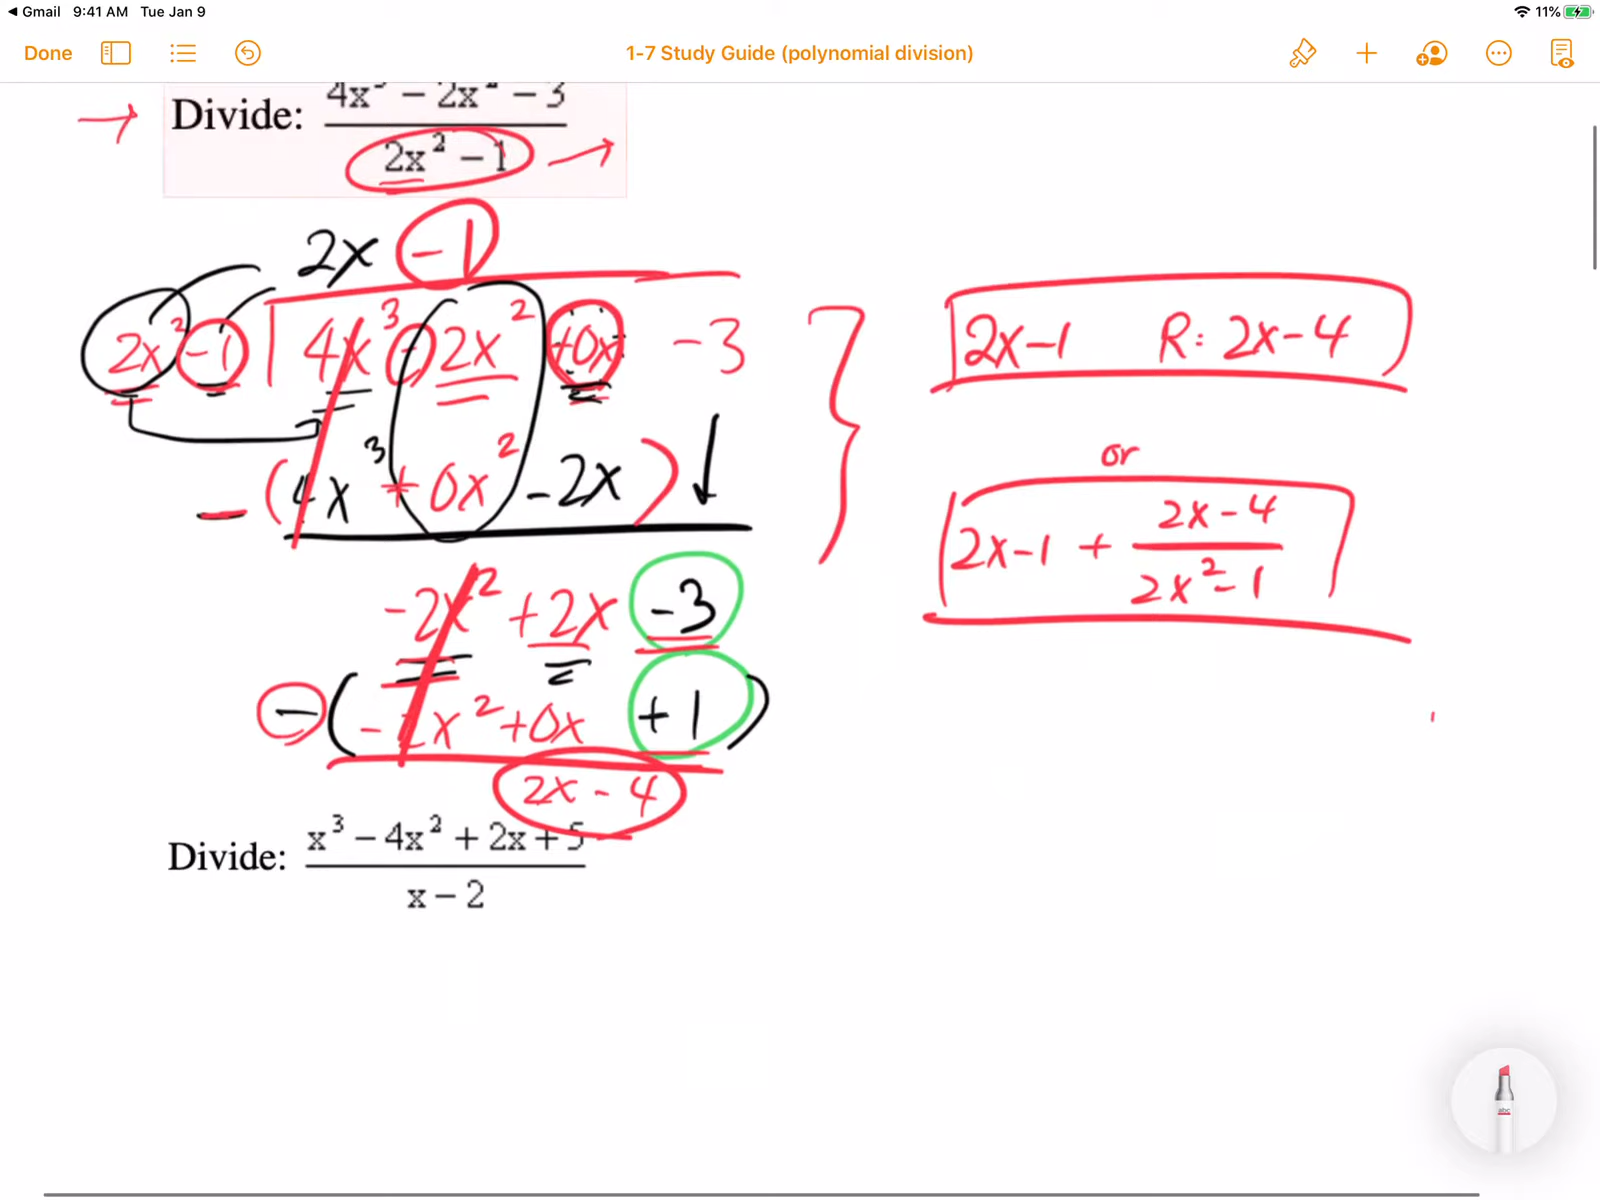 ◀ Gmail 9:41 AM Tue Jan 9 11%
Done 1-7 Study Guide (polynomial division)
4x³ − 2x² − 3
Divide:
2x² − 1
2x -1
2x² -1 4x³ - 2x² +0x -3
-(4x³ +0x² -2x)
-2x² +2x -3
-(-2x² +0x +1)
2x - 4
2x-1 R: 2x-4
or
2x-1 + 2x-4
2x²-1
x³ − 4x² + 2x + 5
Divide:
x − 2
abc